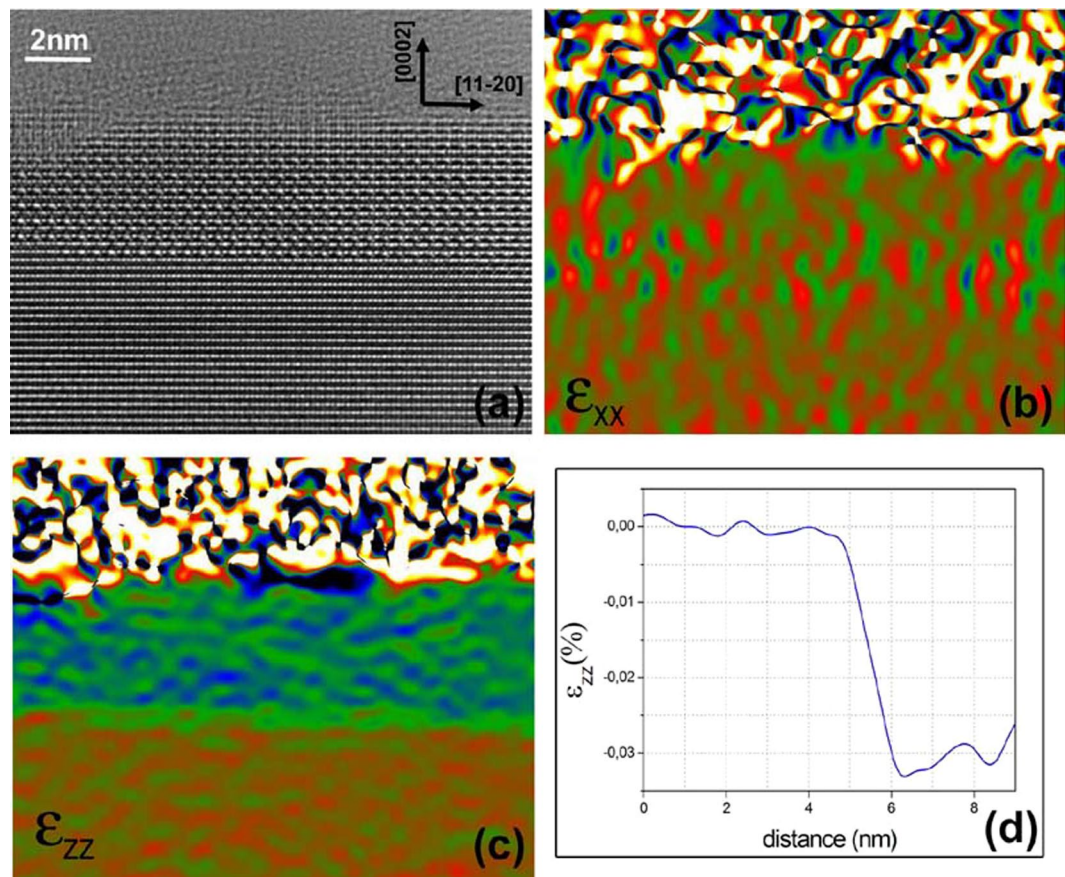 2nm
[0002]
[11-20]
(a)
εxx
(b)
εzz
(c)
0,00
-0,01
-0,02
-0,03
εzz(%)
0
2
4
6
8
distance (nm)
(d)